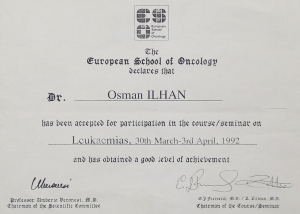 European
School of
Oncology
The
European School of Oncology
declares that
Dr. Osman ILHAN
has been accepted for participation in the course/seminar on
Leukaemias, 30th March-3rd April, 1992
and has obtained a good level of achievement
Professor Umberto Veronesi, M.D.
Chairman of the Scientific Committee
Chairmen of the Course/Seminar